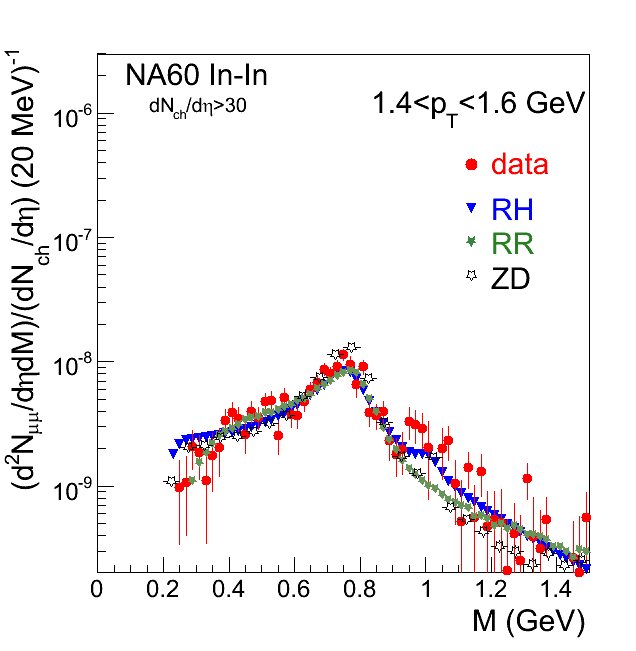 NA60 In-In
dN_ch/dη>30
1.4<p_T<1.6 GeV
data
RH
RR
ZD
(d²N_μμ/dηdM)/(dN_ch/dη) (20 MeV)⁻¹
10⁻⁶
10⁻⁷
10⁻⁸
10⁻⁹
0 0.2 0.4 0.6 0.8 1 1.2 1.4
M (GeV)